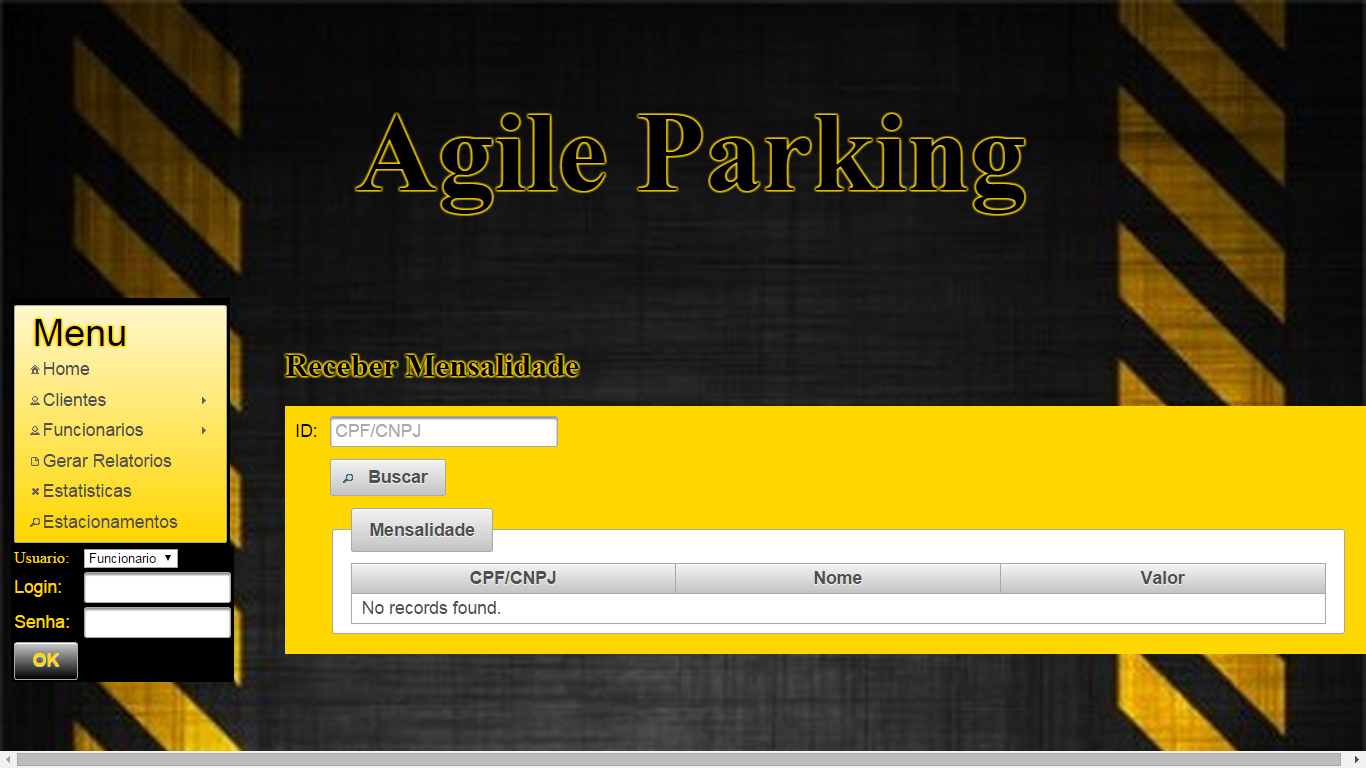 Agile Parking
Menu
Home
Clientes
Funcionarios
Gerar Relatorios
Estatisticas
Estacionamentos
Usuario: Funcionario
Login:
Senha:
OK
Receber Mensalidade
ID: CPF/CNPJ
Buscar
Mensalidade
CPF/CNPJ Nome Valor
No records found.